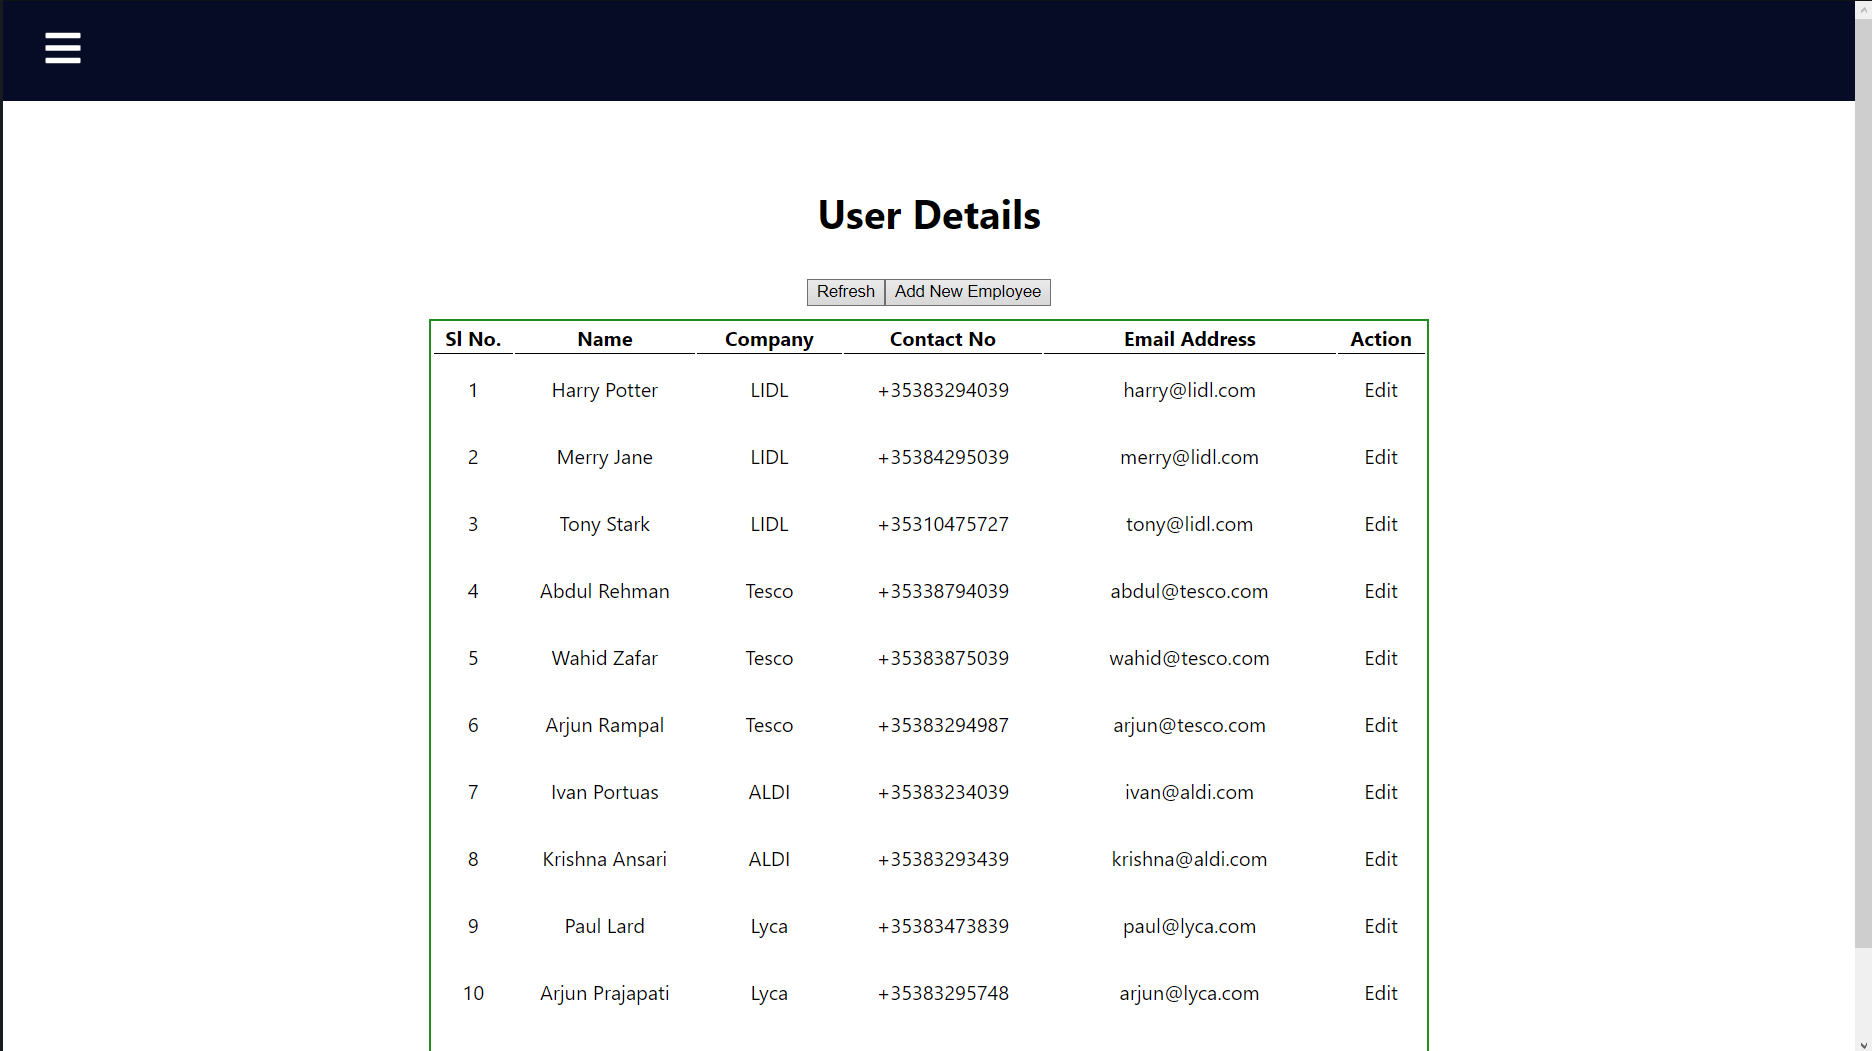 User Details
Refresh Add New Employee
Sl No. Name Company Contact No Email Address Action
1 Harry Potter LIDL +35383294039 harry@lidl.com Edit
2 Merry Jane LIDL +35384295039 merry@lidl.com Edit
3 Tony Stark LIDL +35310475727 tony@lidl.com Edit
4 Abdul Rehman Tesco +35338794039 abdul@tesco.com Edit
5 Wahid Zafar Tesco +35383875039 wahid@tesco.com Edit
6 Arjun Rampal Tesco +35383294987 arjun@tesco.com Edit
7 Ivan Portuas ALDI +35383234039 ivan@aldi.com Edit
8 Krishna Ansari ALDI +35383293439 krishna@aldi.com Edit
9 Paul Lard Lyca +35383473839 paul@lyca.com Edit
10 Arjun Prajapati Lyca +35383295748 arjun@lyca.com Edit